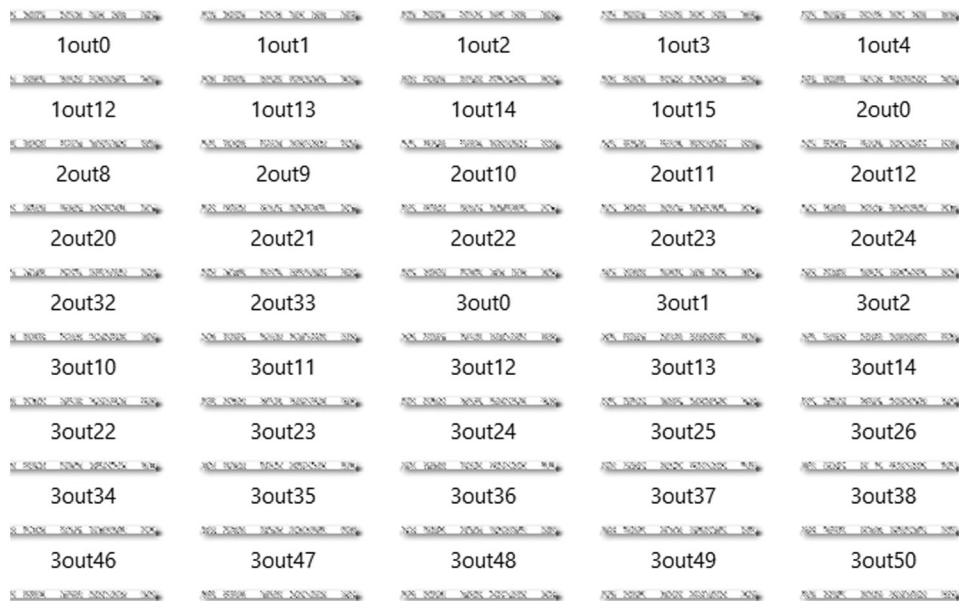 1out0 1out1 1out2 1out3 1out4
1out12 1out13 1out14 1out15 2out0
2out8 2out9 2out10 2out11 2out12
2out20 2out21 2out22 2out23 2out24
2out32 2out33 3out0 3out1 3out2
3out10 3out11 3out12 3out13 3out14
3out22 3out23 3out24 3out25 3out26
3out34 3out35 3out36 3out37 3out38
3out46 3out47 3out48 3out49 3out50